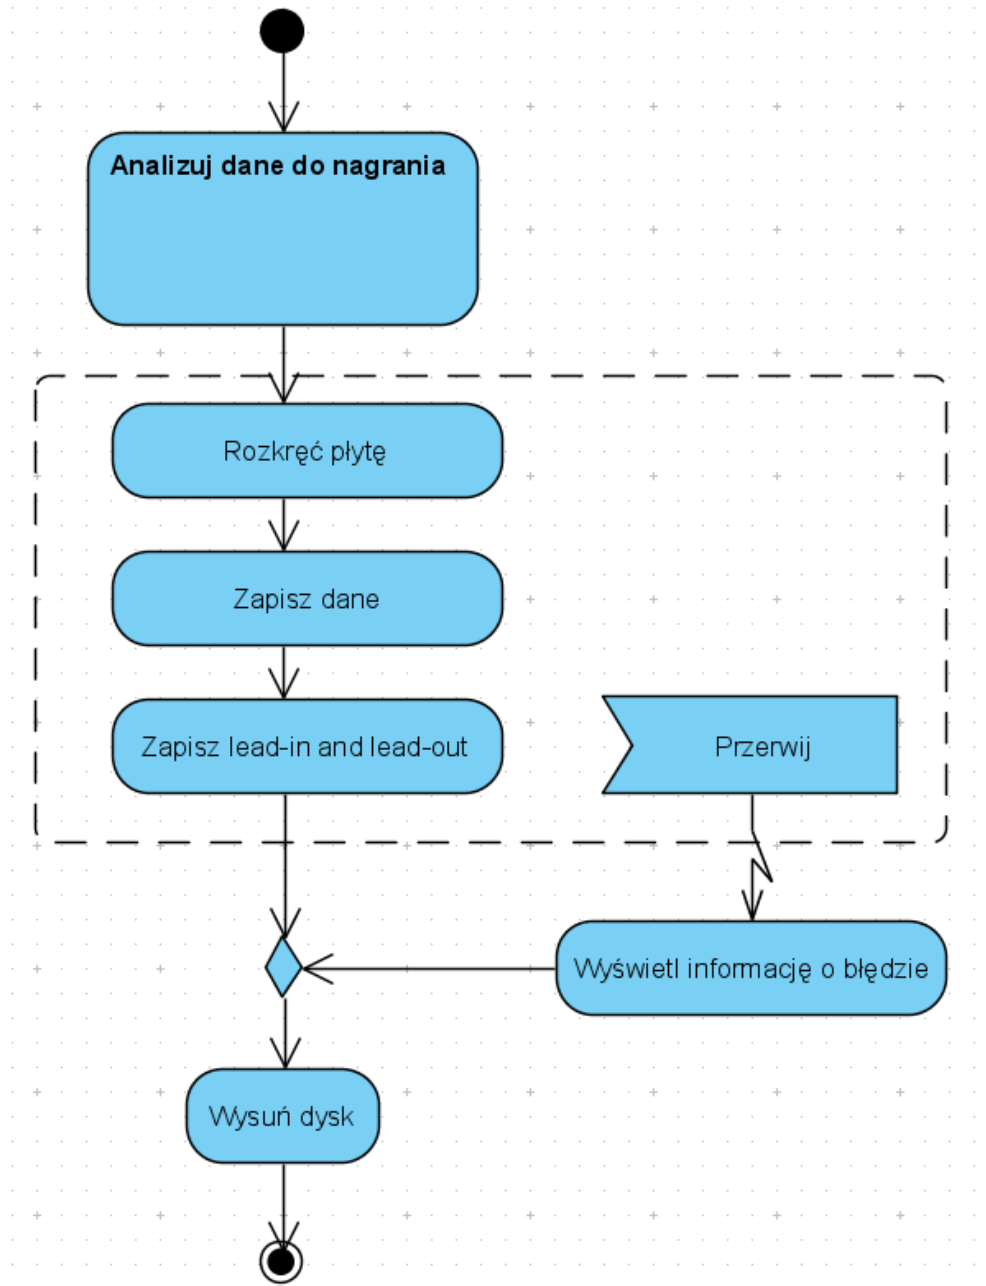 Analizuj dane do nagrania
Rozkręć płytę
Zapisz dane
Zapisz lead-in and lead-out
Przerwij
Wyświetl informację o błędzie
Wysuń dysk